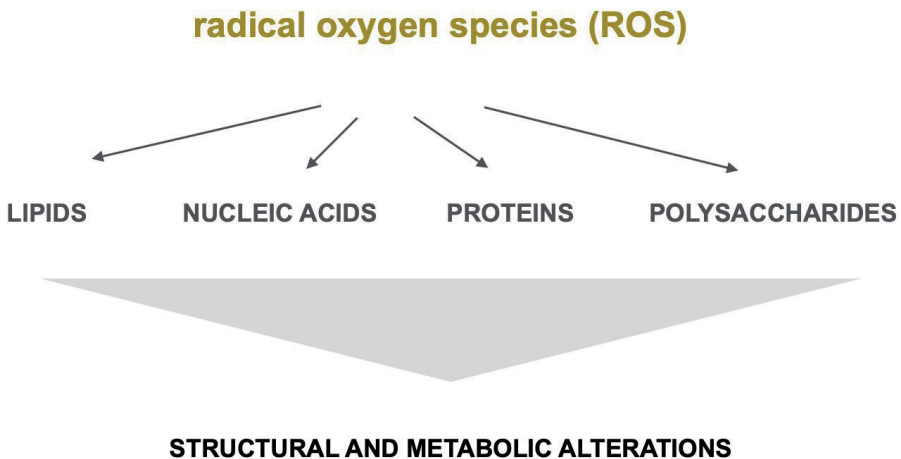 radical oxygen species (ROS)
LIPIDS NUCLEIC ACIDS PROTEINS POLYSACCHARIDES
STRUCTURAL AND METABOLIC ALTERATIONS